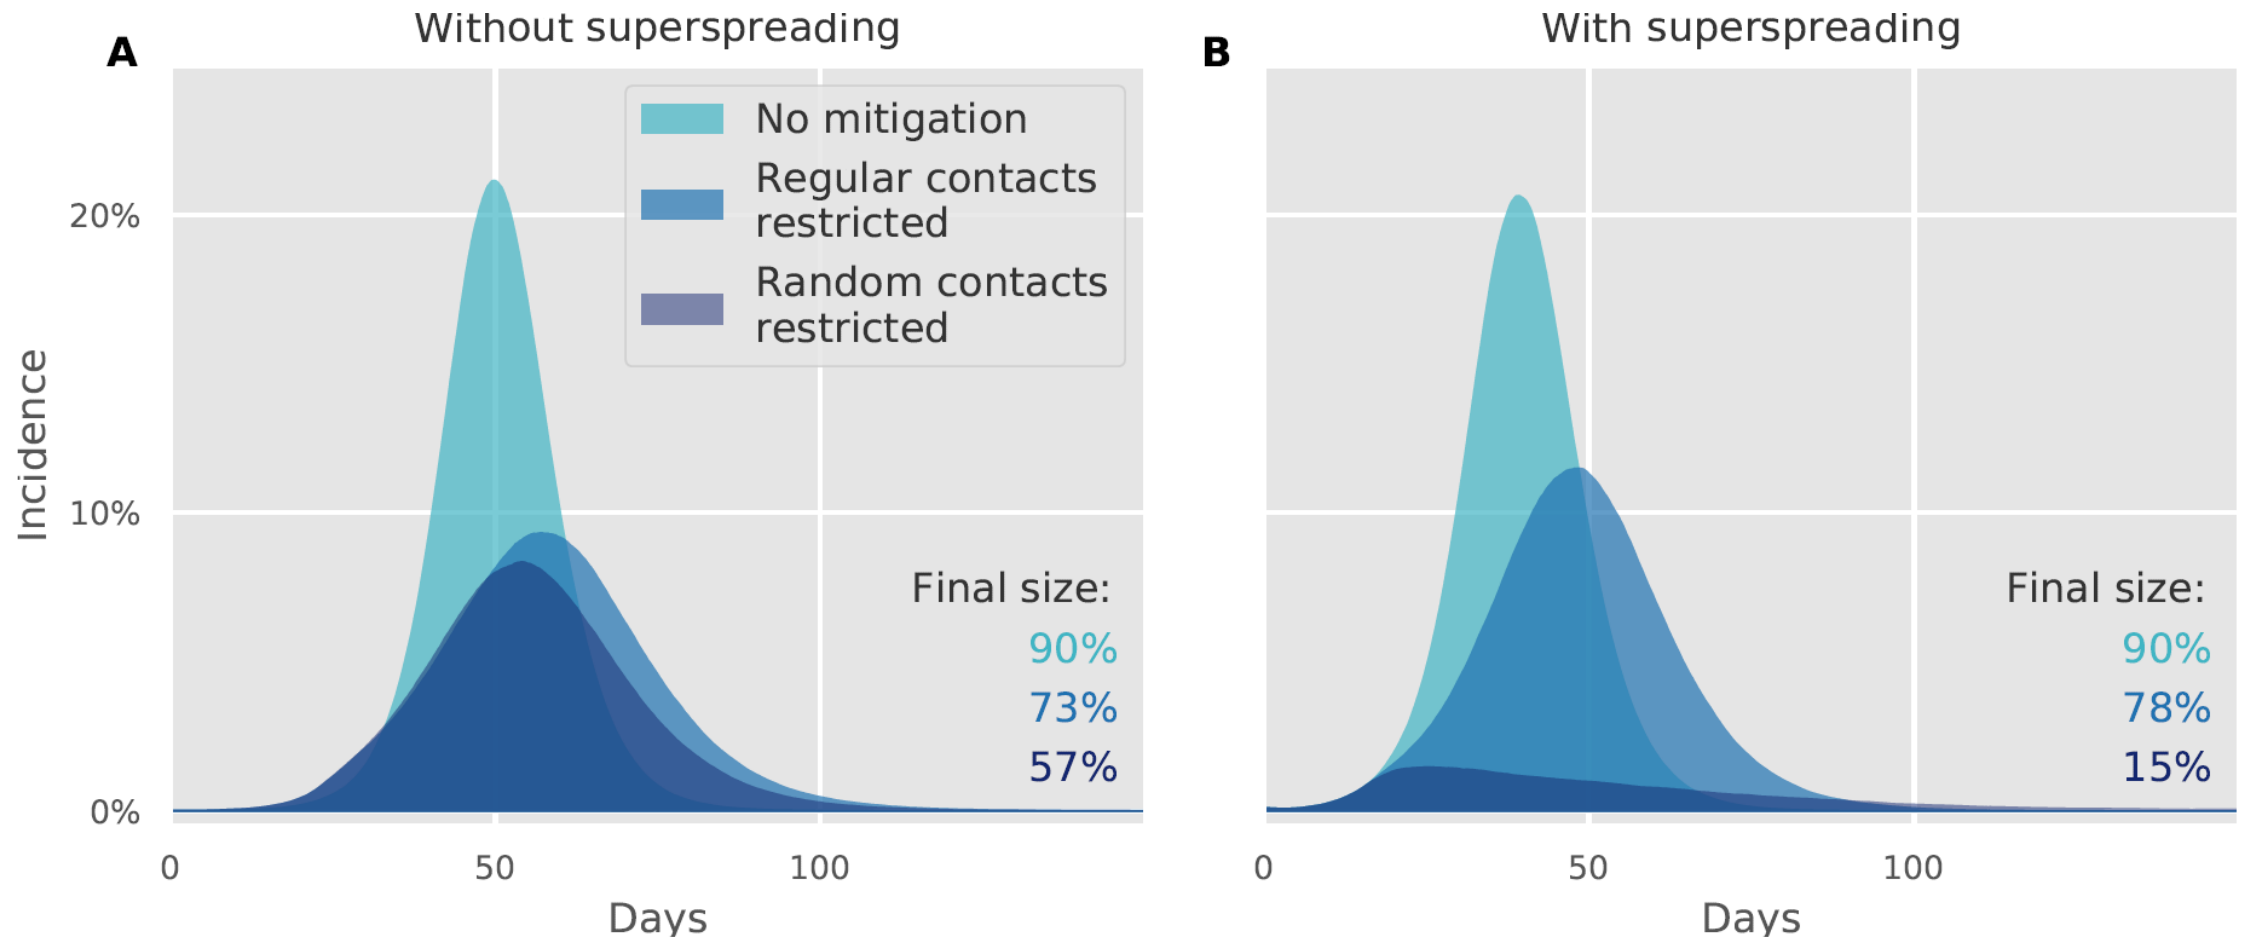 A
Without superspreading
No mitigation
Regular contacts
restricted
Random contacts
restricted
20%
10%
0%
Incidence
Final size:
90%
73%
57%
0
50
100
Days
B
With superspreading
Final size:
90%
78%
15%
0
50
100
Days